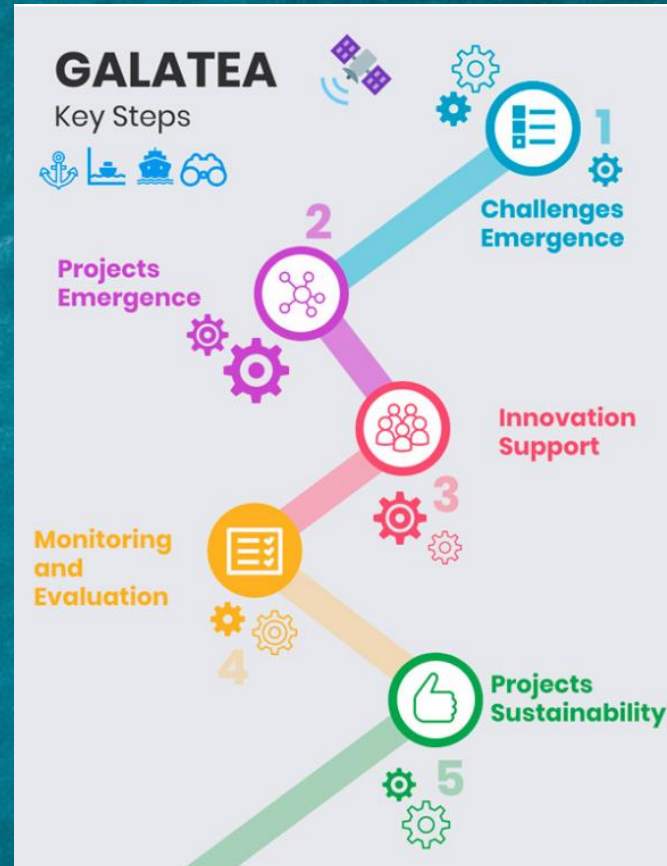 GALATEA
Key Steps
1
Challenges
Emergence
2
Projects
Emergence
Innovation
Support
3
Monitoring
and
Evaluation
4
Projects
Sustainability
5